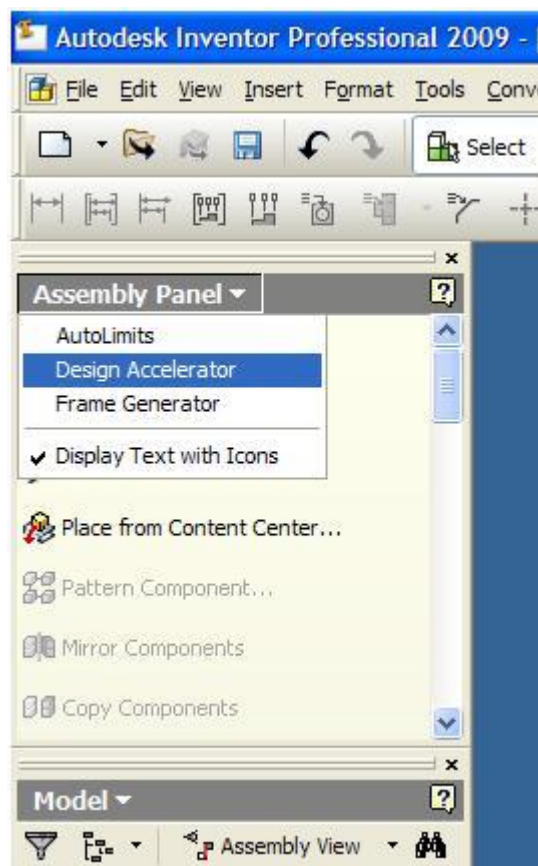 Autodesk Inventor Professional 2009 -
File Edit View Insert Format Tools Conv
Select
Assembly Panel
AutoLimits
Design Accelerator
Frame Generator
Display Text with Icons
Place from Content Center...
Pattern Component...
Mirror Components
Copy Components
Model
Assembly View